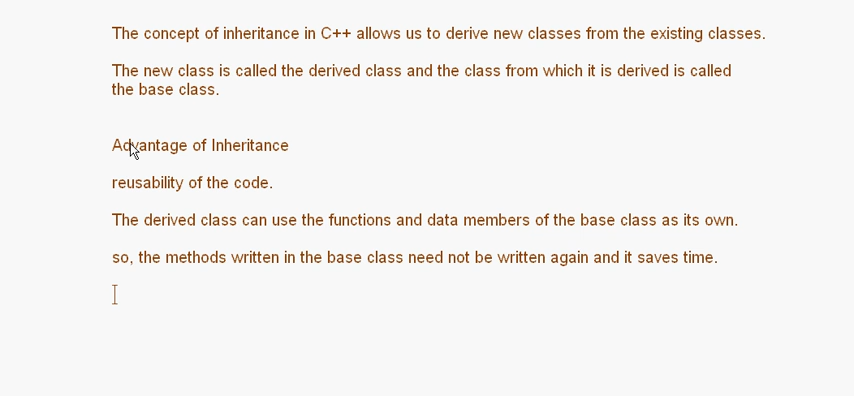 The concept of inheritance in C++ allows us to derive new classes from the existing classes.
The new class is called the derived class and the class from which it is derived is called
the base class.
Advantage of Inheritance
reusability of the code.
The derived class can use the functions and data members of the base class as its own.
so, the methods written in the base class need not be written again and it saves time.